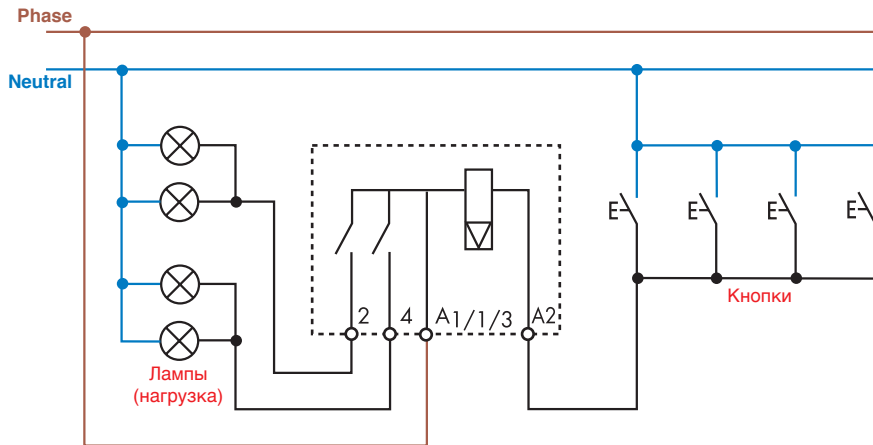 Phase
Neutral
2
4
A1/1/3
A2
E
E
E
E
Кнопки
Лампы
(нагрузка)